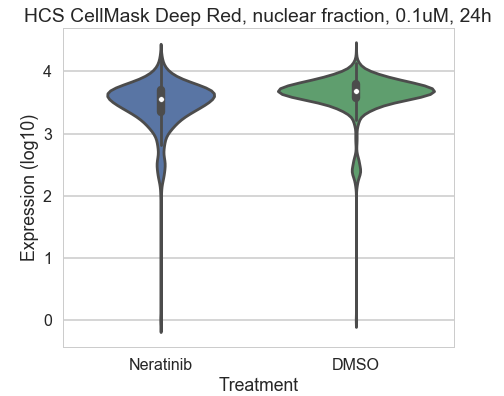 HCS CellMask Deep Red, nuclear fraction, 0.1uM, 24h
4
3
2
1
0
Expression (log10)
Neratinib
DMSO
Treatment